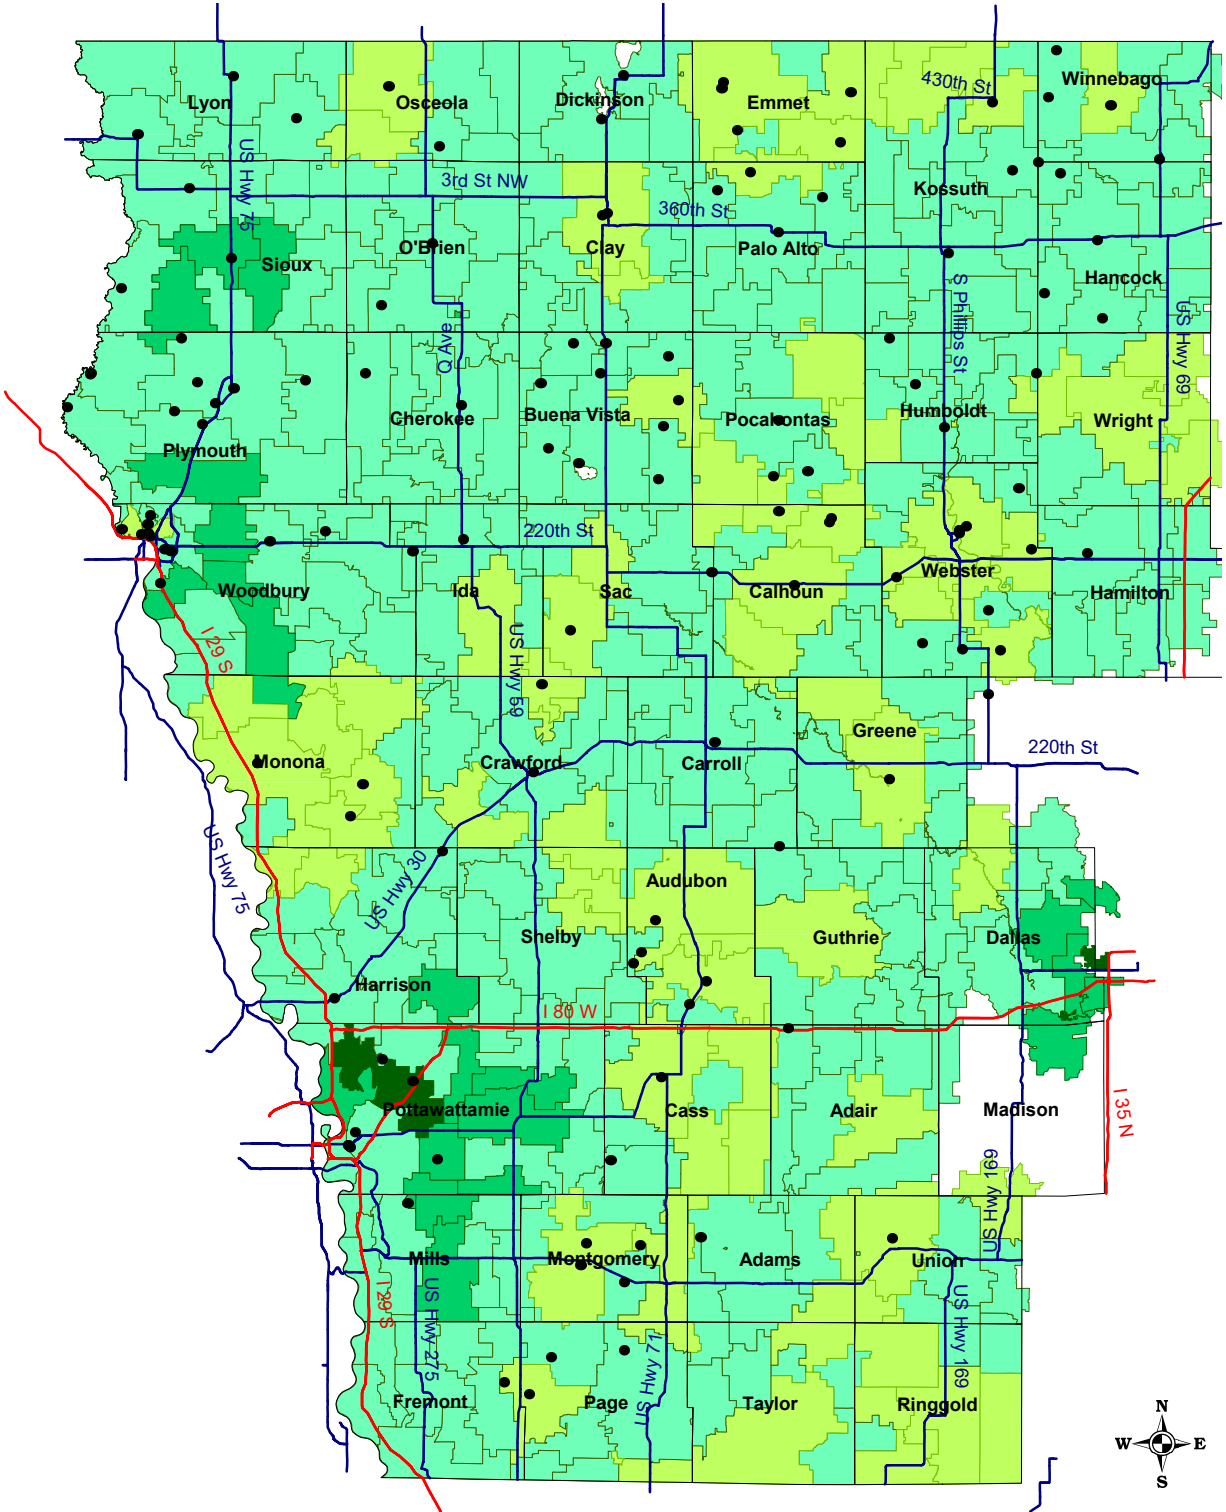 Lyon
Osceola
Dickinson
Emmet
430th St
Winnebago
US Hwy 75
3rd St NW
360th St
Kossuth
Sioux
O'Brien
Clay
Palo Alto
Hancock
Q Ave
S Phillips St
US Hwy 69
Plymouth
Cherokee
Buena Vista
Pocahontas
Humboldt
Wright
220th St
Woodbury
Ida
Sac
Calhoun
Webster
Hamilton
I 29 S
US Hwy 59
Monona
Crawford
Carroll
Greene
220th St
US Hwy 75
US Hwy 30
Audubon
Shelby
Guthrie
Dallas
Harrison
I 80 W
Pottawattamie
Cass
Adair
Madison
I 35 N
US Hwy 169
Mills
Montgomery
Adams
Union
I 29 S
US Hwy 275
US Hwy 71
US Hwy 169
Fremont
Page
Taylor
Ringgold
N
W E
S